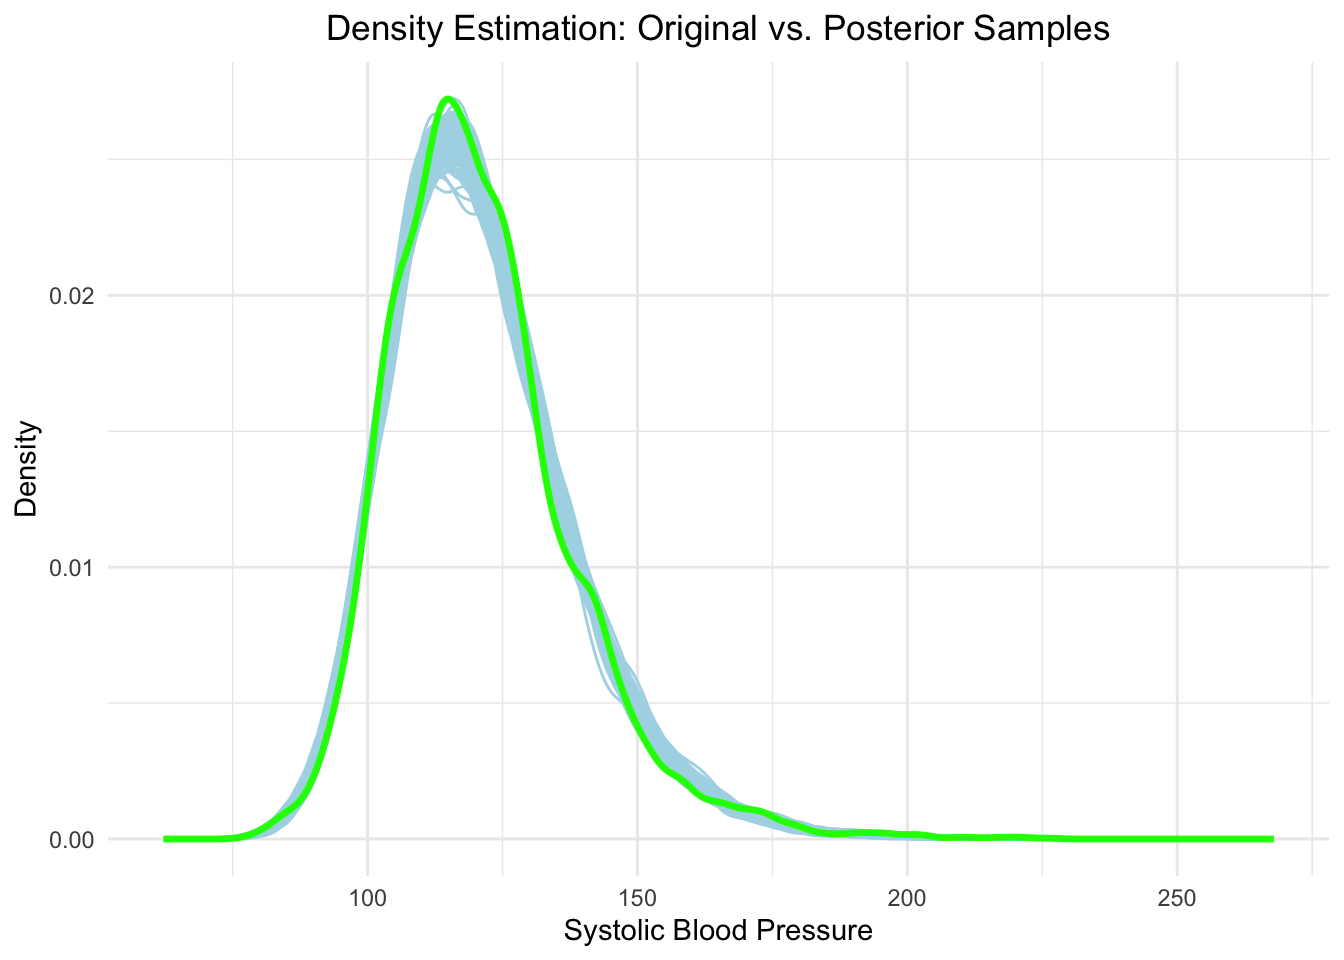 Density Estimation: Original vs. Posterior Samples
Density
0.02
0.01
0.00
100
150
200
250
Systolic Blood Pressure